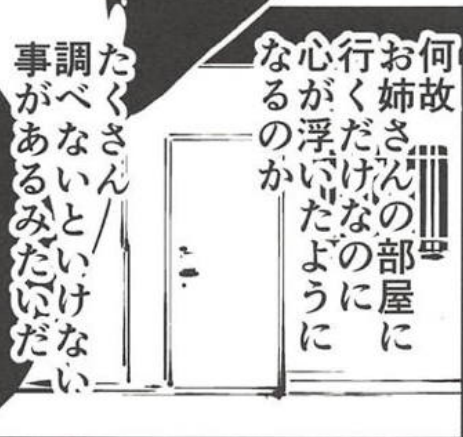 何故
お姉さんの部屋に
行くだけなのに
心が浮いたように
なるのか
たくさん
調べないといけない
事があるみたいだ